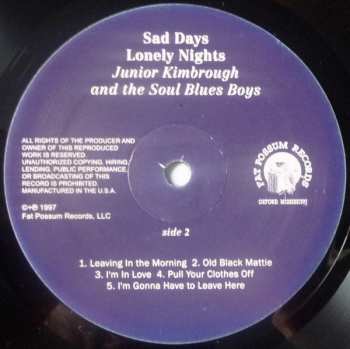 Sad Days
Lonely Nights
Junior Kimbrough
and the Soul Blues Boys
ALL RIGHTS OF THE PRODUCER AND
OWNER OF THIS REPRODUCED
WORK IS RESERVED.
UNAUTHORIZED COPYING, HIRING,
LENDING, PUBLIC PERFORMANCE,
OR BROADCASTING OF THIS
RECORD IS PROHIBITED.
MANUFACTURED IN THE U.S.A.
©+℗ 1997
Fat Possum Records, LLC
FAT POSSUM RECORDS
OXFORD MISSISSIPPI
side 2
1. Leaving In the Morning 2. Old Black Mattie
3. I'm In Love 4. Pull Your Clothes Off
5. I'm Gonna Have to Leave Here